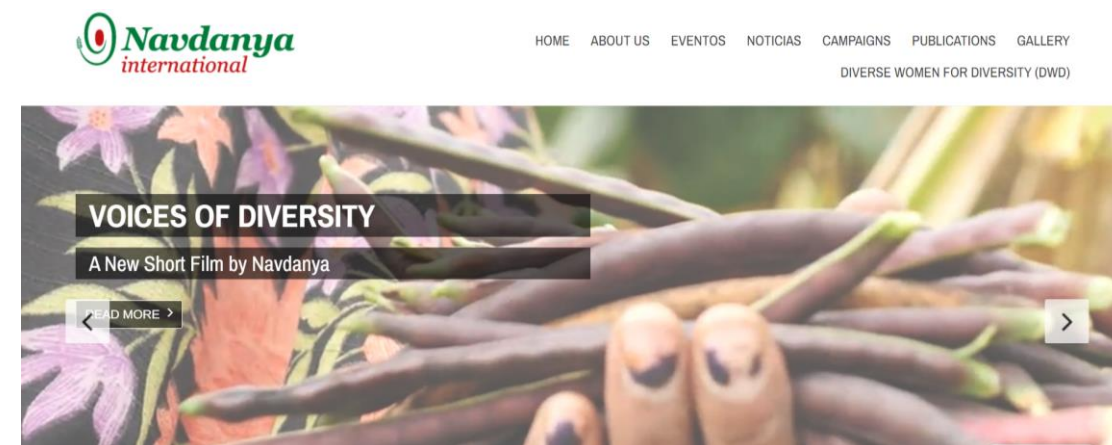 Navdanya
international
HOME ABOUT US EVENTOS NOTICIAS CAMPAIGNS PUBLICATIONS GALLERY
DIVERSE WOMEN FOR DIVERSITY (DWD)
VOICES OF DIVERSITY
A New Short Film by Navdanya
READ MORE